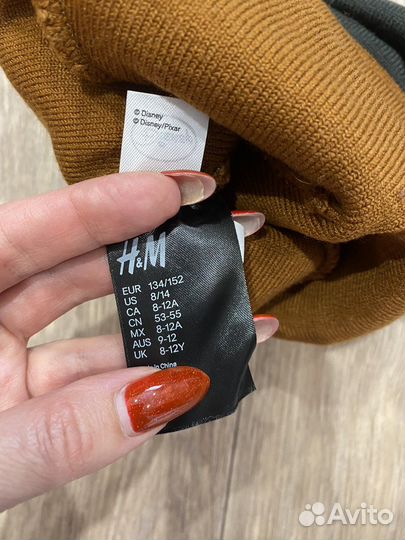 © Disney
© Disney/Pixar
H&M
EUR 134/152
US 8/14
CA 8-12A
CN 53-55
MX 8-12A
AUS 9-12
UK 8-12Y
in China
Avito